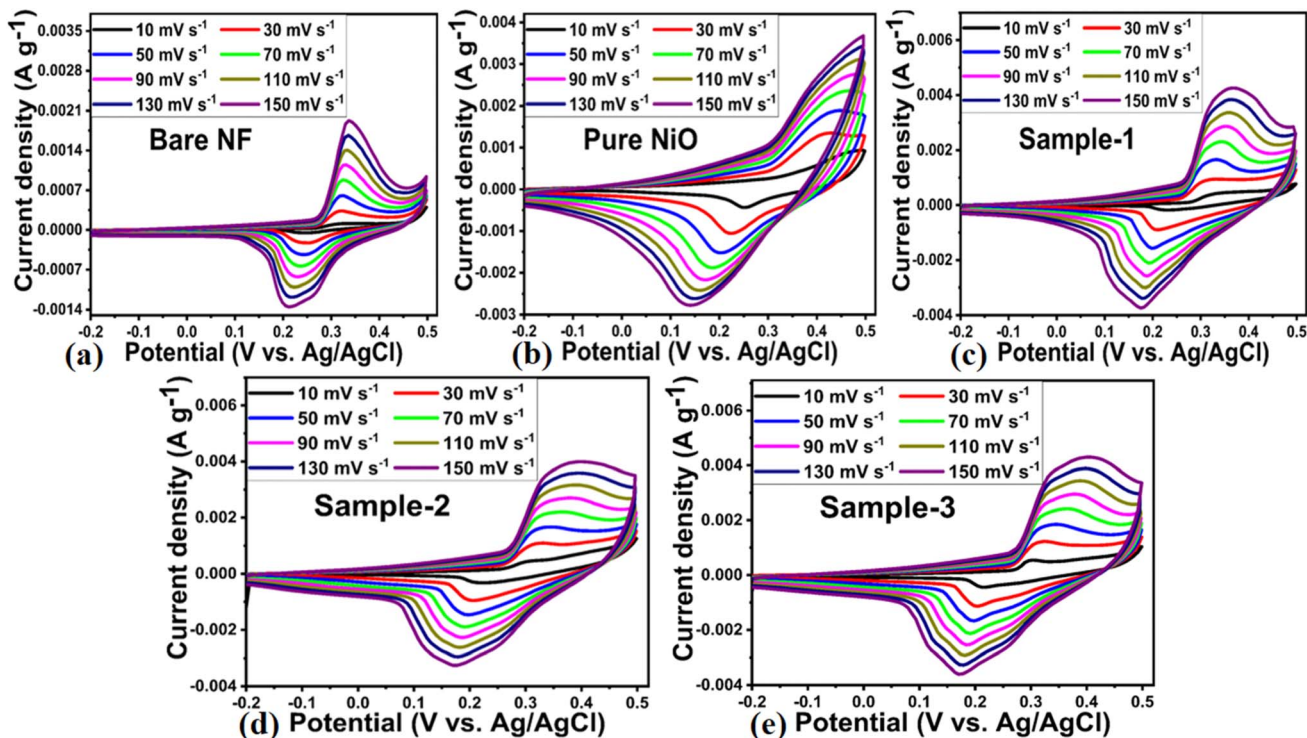 10 mV s⁻¹ 30 mV s⁻¹
50 mV s⁻¹ 70 mV s⁻¹
90 mV s⁻¹ 110 mV s⁻¹
130 mV s⁻¹ 150 mV s⁻¹
Bare NF
Current density (A g⁻¹)
0.0035
0.0028
0.0021
0.0014
0.0007
0.0000
-0.0007
-0.0014
-0.2 -0.1 0.0 0.1 0.2 0.3 0.4 0.5
(a) Potential (V vs. Ag/AgCl)
10 mV s⁻¹ 30 mV s⁻¹
50 mV s⁻¹ 70 mV s⁻¹
90 mV s⁻¹ 110 mV s⁻¹
130 mV s⁻¹ 150 mV s⁻¹
Pure NiO
Current density (A g⁻¹)
0.004
0.003
0.002
0.001
0.000
-0.001
-0.002
-0.003
-0.2 -0.1 0.0 0.1 0.2 0.3 0.4 0.5
(b) Potential (V vs. Ag/AgCl)
10 mV s⁻¹ 30 mV s⁻¹
50 mV s⁻¹ 70 mV s⁻¹
90 mV s⁻¹ 110 mV s⁻¹
130 mV s⁻¹ 150 mV s⁻¹
Sample-1
Current density (A g⁻¹)
0.006
0.004
0.002
0.000
-0.002
-0.004
-0.2 -0.1 0.0 0.1 0.2 0.3 0.4 0.5
(c) Potential (V vs. Ag/AgCl)
10 mV s⁻¹ 30 mV s⁻¹
50 mV s⁻¹ 70 mV s⁻¹
90 mV s⁻¹ 110 mV s⁻¹
130 mV s⁻¹ 150 mV s⁻¹
Sample-2
Current density (A g⁻¹)
0.006
0.004
0.002
0.000
-0.002
-0.004
-0.2 -0.1 0.0 0.1 0.2 0.3 0.4 0.5
(d) Potential (V vs. Ag/AgCl)
10 mV s⁻¹ 30 mV s⁻¹
50 mV s⁻¹ 70 mV s⁻¹
90 mV s⁻¹ 110 mV s⁻¹
130 mV s⁻¹ 150 mV s⁻¹
Sample-3
Current density (A g⁻¹)
0.006
0.004
0.002
0.000
-0.002
-0.004
-0.2 -0.1 0.0 0.1 0.2 0.3 0.4 0.5
(e) Potential (V vs. Ag/AgCl)